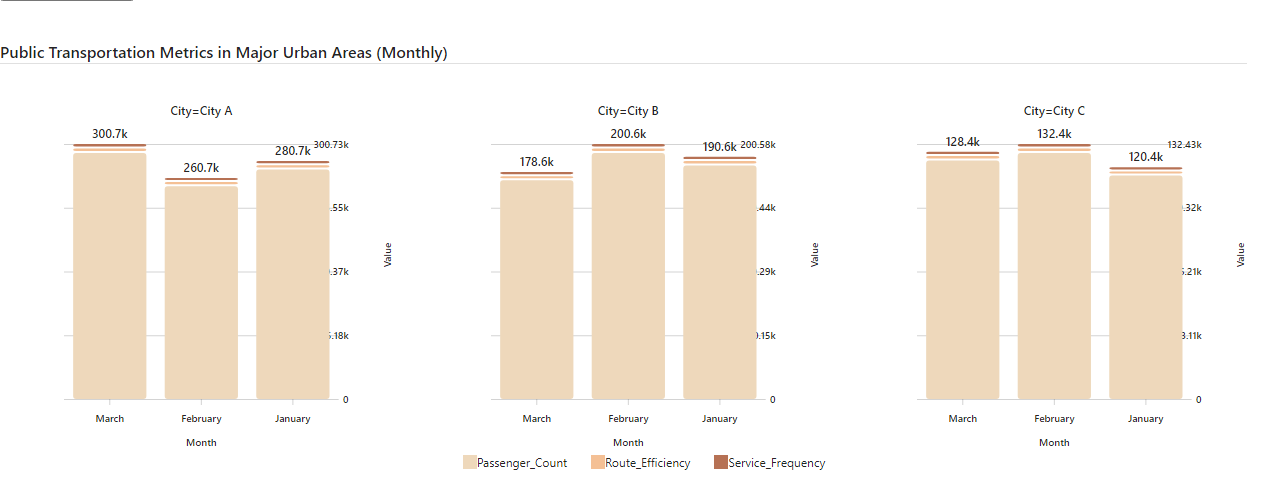 Public Transportation Metrics in Major Urban Areas (Monthly)
City=City A
300.7k
260.7k
280.7k
300.73k
.55k
.37k
.18k
0
Value
March February January
Month
City=City B
178.6k
200.6k
190.6k
200.58k
.44k
.29k
.15k
0
Value
March February January
Month
City=City C
128.4k
132.4k
120.4k
132.43k
.32k
.21k
.11k
0
Value
March February January
Month
Passenger_Count Route_Efficiency Service_Frequency